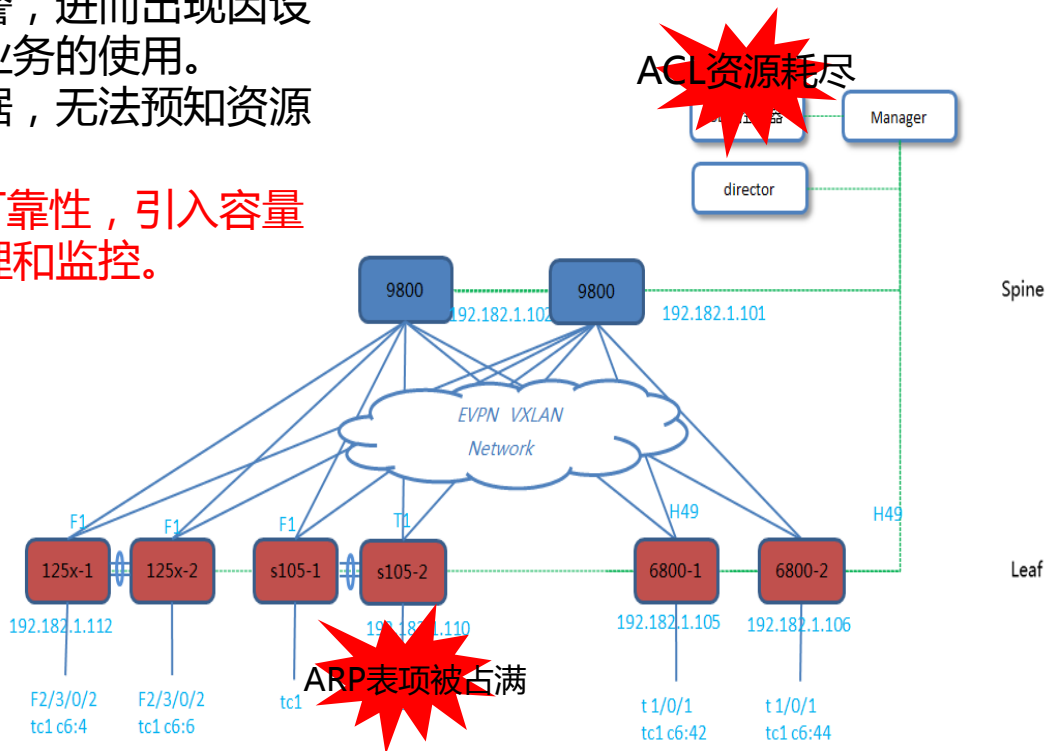 警，进而出现因设
业务的使用。
据，无法预知资源
可靠性，引入容量
理和监控。
ACL资源耗尽
Manager
director
9800
9800
192.182.1.102
192.182.1.101
Spine
EVPN VXLAN
Network
F1
F1
F1
T1
H49
H49
125x-1
125x-2
s105-1
s105-2
6800-1
6800-2
Leaf
192.182.1.112
192.182.1.110
192.182.1.105
192.182.1.106
ARP表项被占满
F2/3/0/2
tc1 c6:4
F2/3/0/2
tc1 c6:6
tc1
t 1/0/1
tc1 c6:42
t 1/0/1
tc1 c6:44